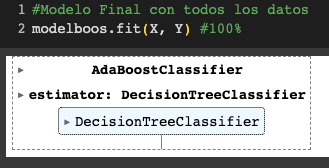 1 #Modelo Final con todos los datos
2 modelboos.fit(X, Y) #100%
▸ AdaBoostClassifier
▸ estimator: DecisionTreeClassifier
▸ DecisionTreeClassifier